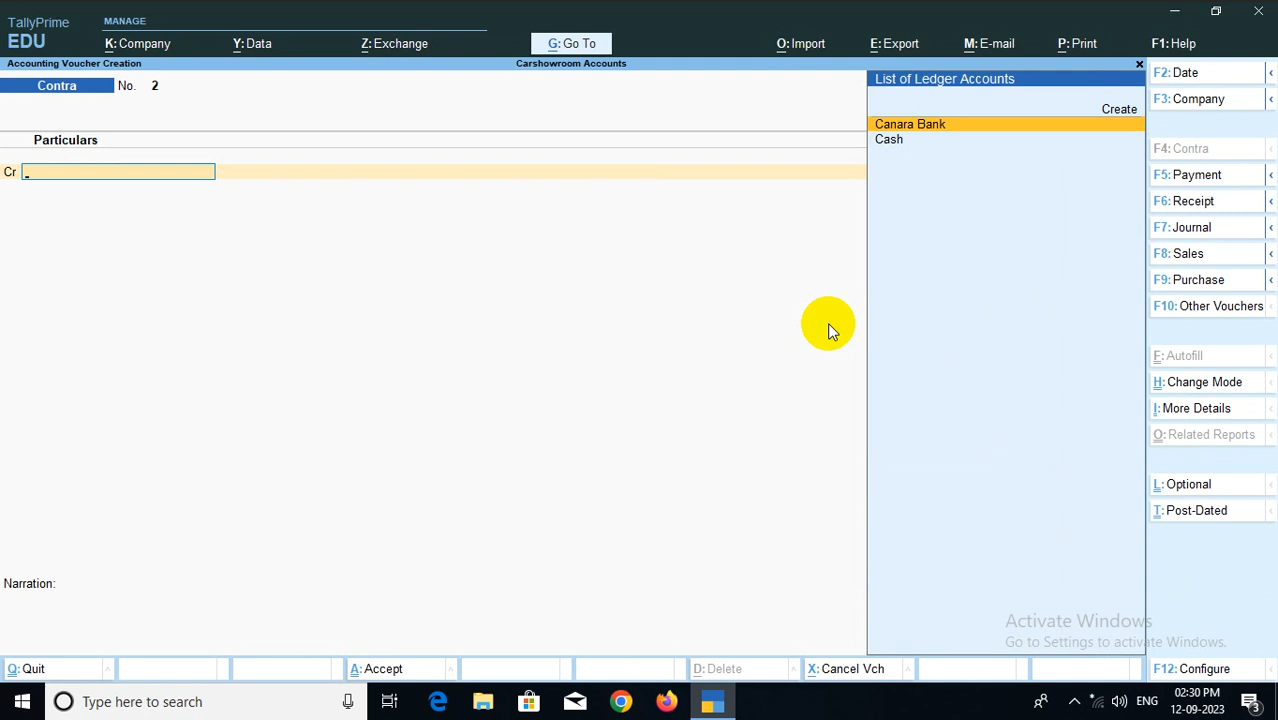 TallyPrime
EDU
MANAGE
K: Company
Y: Data
Z: Exchange
G: Go To
O: Import
E: Export
M: E-mail
P: Print
F1: Help
Accounting Voucher Creation
Carshowroom Accounts
Contra No. 2
Particulars
Cr
List of Ledger Accounts
Create
Canara Bank
Cash
F2: Date
F3: Company
F4: Contra
F5: Payment
F6: Receipt
F7: Journal
F8: Sales
F9: Purchase
F10: Other Vouchers
F: Autofill
H: Change Mode
I: More Details
O: Related Reports
L: Optional
T: Post-Dated
Narration:
Activate Windows
Go to Settings to activate Windows.
Q: Quit
A: Accept
D: Delete
X: Cancel Vch
F12: Configure
Type here to search
ENG
02:30 PM
12-09-2023
3